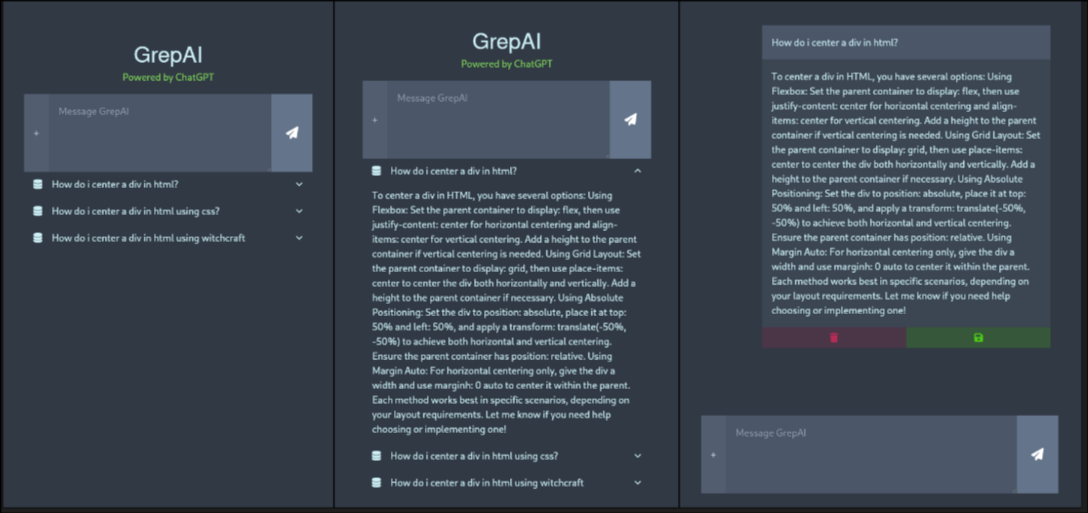 GrepAI
Powered by ChatGPT
+
Message GrepAI
How do i center a div in html?
How do i center a div in html using css?
How do i center a div in html using witchcraft
GrepAI
Powered by ChatGPT
+
Message GrepAI
How do i center a div in html?
To center a div in HTML, you have several options: Using
Flexbox: Set the parent container to display: flex, then use
justify-content: center for horizontal centering and align-
items: center for vertical centering. Add a height to the parent
container if vertical centering is needed. Using Grid Layout: Set
the parent container to display: grid, then use place-items:
center to center the div both horizontally and vertically. Add a
height to the parent container if necessary. Using Absolute
Positioning: Set the div to position: absolute, place it at top:
50% and left: 50%, and apply a transform: translate(-50%,
-50%) to achieve both horizontal and vertical centering.
Ensure the parent container has position: relative. Using
Margin Auto: For horizontal centering only, give the div a
width and use marginh: 0 auto to center it within the parent.
Each method works best in specific scenarios, depending on
your layout requirements. Let me know if you need help
choosing or implementing one!
How do i center a div in html using css?
How do i center a div in html using witchcraft
How do i center a div in html?
To center a div in HTML, you have several options: Using
Flexbox: Set the parent container to display: flex, then use
justify-content: center for horizontal centering and align-
items: center for vertical centering. Add a height to the parent
container if vertical centering is needed. Using Grid Layout: Set
the parent container to display: grid, then use place-items:
center to center the div both horizontally and vertically. Add a
height to the parent container if necessary. Using Absolute
Positioning: Set the div to position: absolute, place it at top:
50% and left: 50%, and apply a transform: translate(-50%,
-50%) to achieve both horizontal and vertical centering.
Ensure the parent container has position: relative. Using
Margin Auto: For horizontal centering only, give the div a
width and use marginh: 0 auto to center it within the parent.
Each method works best in specific scenarios, depending on
your layout requirements. Let me know if you need help
choosing or implementing one!
+
Message GrepAI